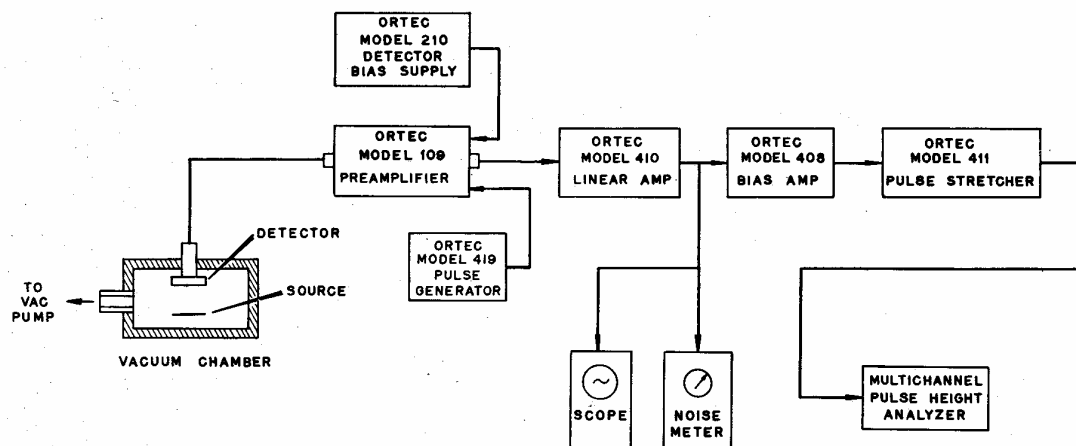 ORTEC
MODEL 210
DETECTOR
BIAS SUPPLY
ORTEC
MODEL 109
PREAMPLIFIER
ORTEC
MODEL 410
LINEAR AMP
ORTEC
MODEL 408
BIAS AMP
ORTEC
MODEL 411
PULSE STRETCHER
DETECTOR
ORTEC
MODEL 419
PULSE
GENERATOR
SOURCE
TO
VAC
PUMP
VACUUM CHAMBER
SCOPE
NOISE
METER
MULTICHANNEL
PULSE HEIGHT
ANALYZER